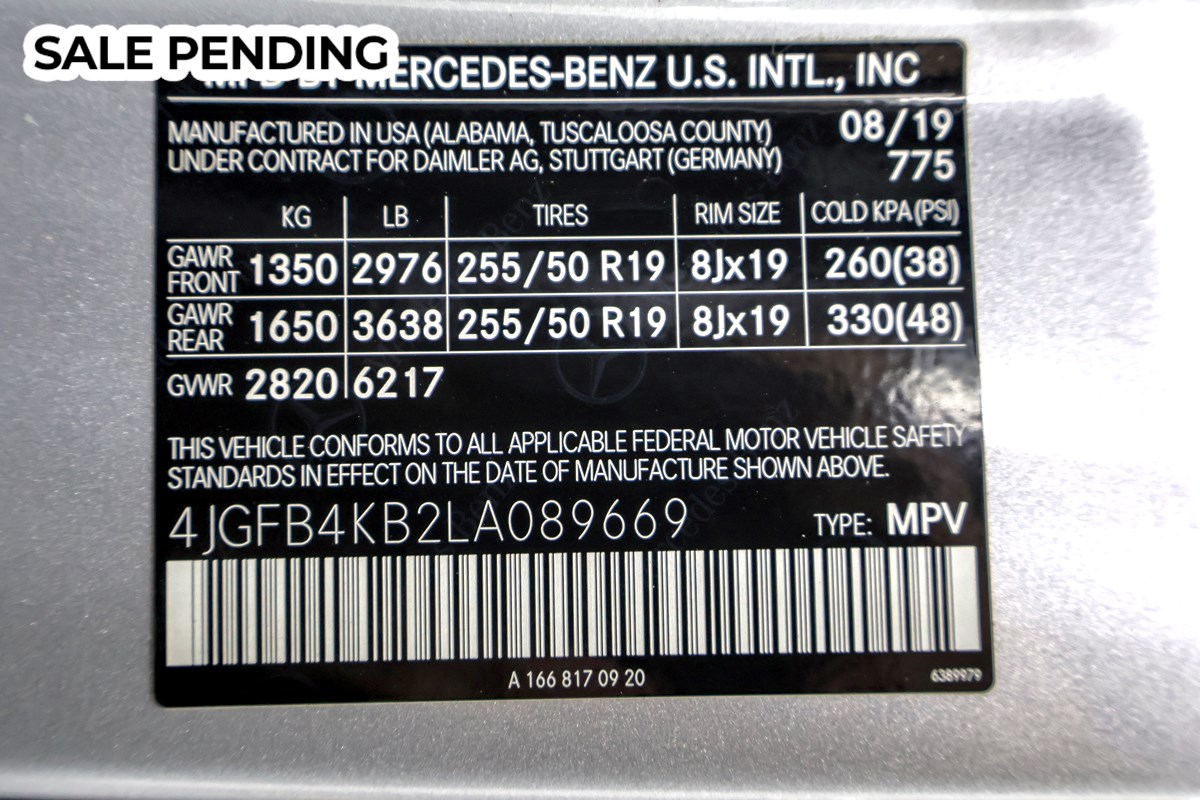 SALE PENDING
MFD BY MERCEDES-BENZ U.S. INTL., INC
MANUFACTURED IN USA (ALABAMA, TUSCALOOSA COUNTY) 08/19
UNDER CONTRACT FOR DAIMLER AG, STUTTGART (GERMANY) 775
KG LB TIRES RIM SIZE COLD KPA (PSI)
GAWR FRONT 1350 2976 255/50 R19 8Jx19 260(38)
GAWR REAR 1650 3638 255/50 R19 8Jx19 330(48)
GVWR 2820 6217
THIS VEHICLE CONFORMS TO ALL APPLICABLE FEDERAL MOTOR VEHICLE SAFETY
STANDARDS IN EFFECT ON THE DATE OF MANUFACTURE SHOWN ABOVE.
4JGFB4KB2LA089669 TYPE: MPV
A 166 817 09 20 6389979